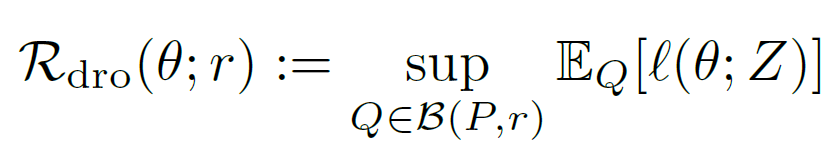 ℛ_dro(θ; r) := sup_{Q∈ℬ(P,r)} 𝔼_Q[ℓ(θ; Z)]